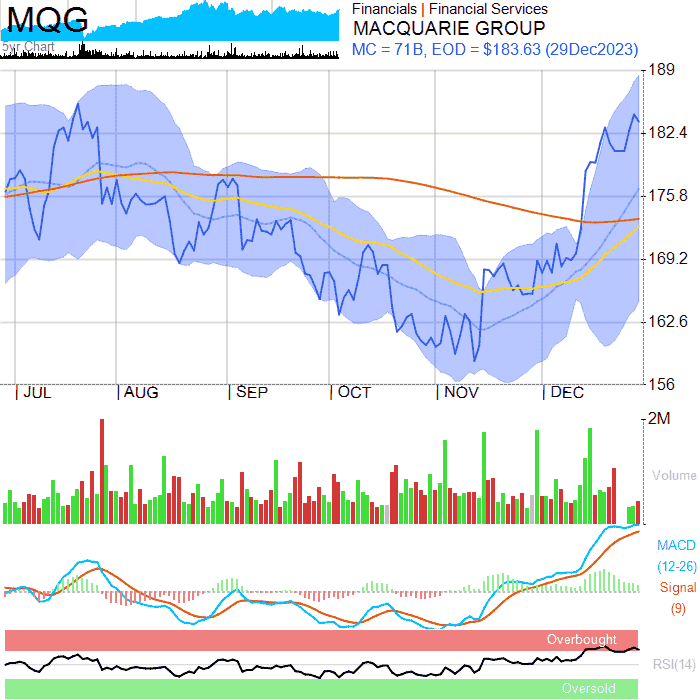 MQG
5yr Chart
Financials | Financial Services
MACQUARIE GROUP
MC = 71B, EOD = $183.63 (29Dec2023)
189
182.4
175.8
169.2
162.6
156
JUL
AUG
SEP
OCT
NOV
DEC
2M
Volume
MACD
(12-26)
Signal
(9)
Overbought
RSI(14)
Oversold